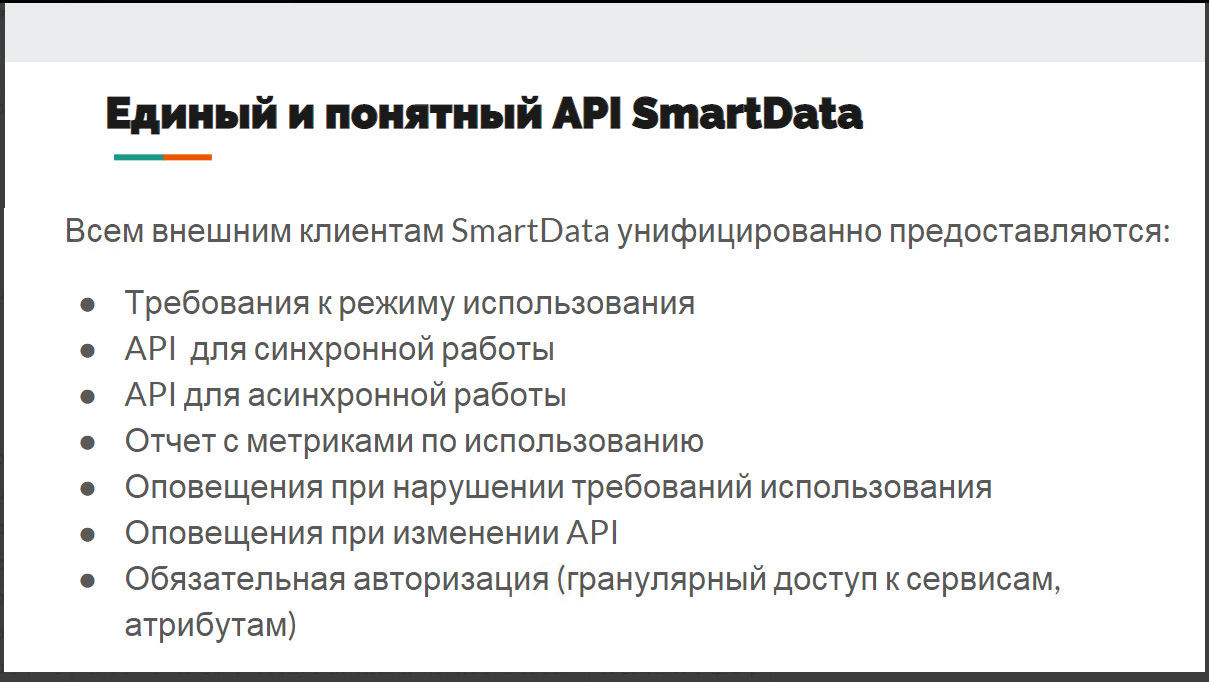 Единый и понятный API SmartData
Всем внешним клиентам SmartData унифицированно предоставляются:
● Требования к режиму использования
● API для синхронной работы
● API для асинхронной работы
● Отчет с метриками по использованию
● Оповещения при нарушении требований использования
● Оповещения при изменении API
● Обязательная авторизация (гранулярный доступ к сервисам,
атрибутам)